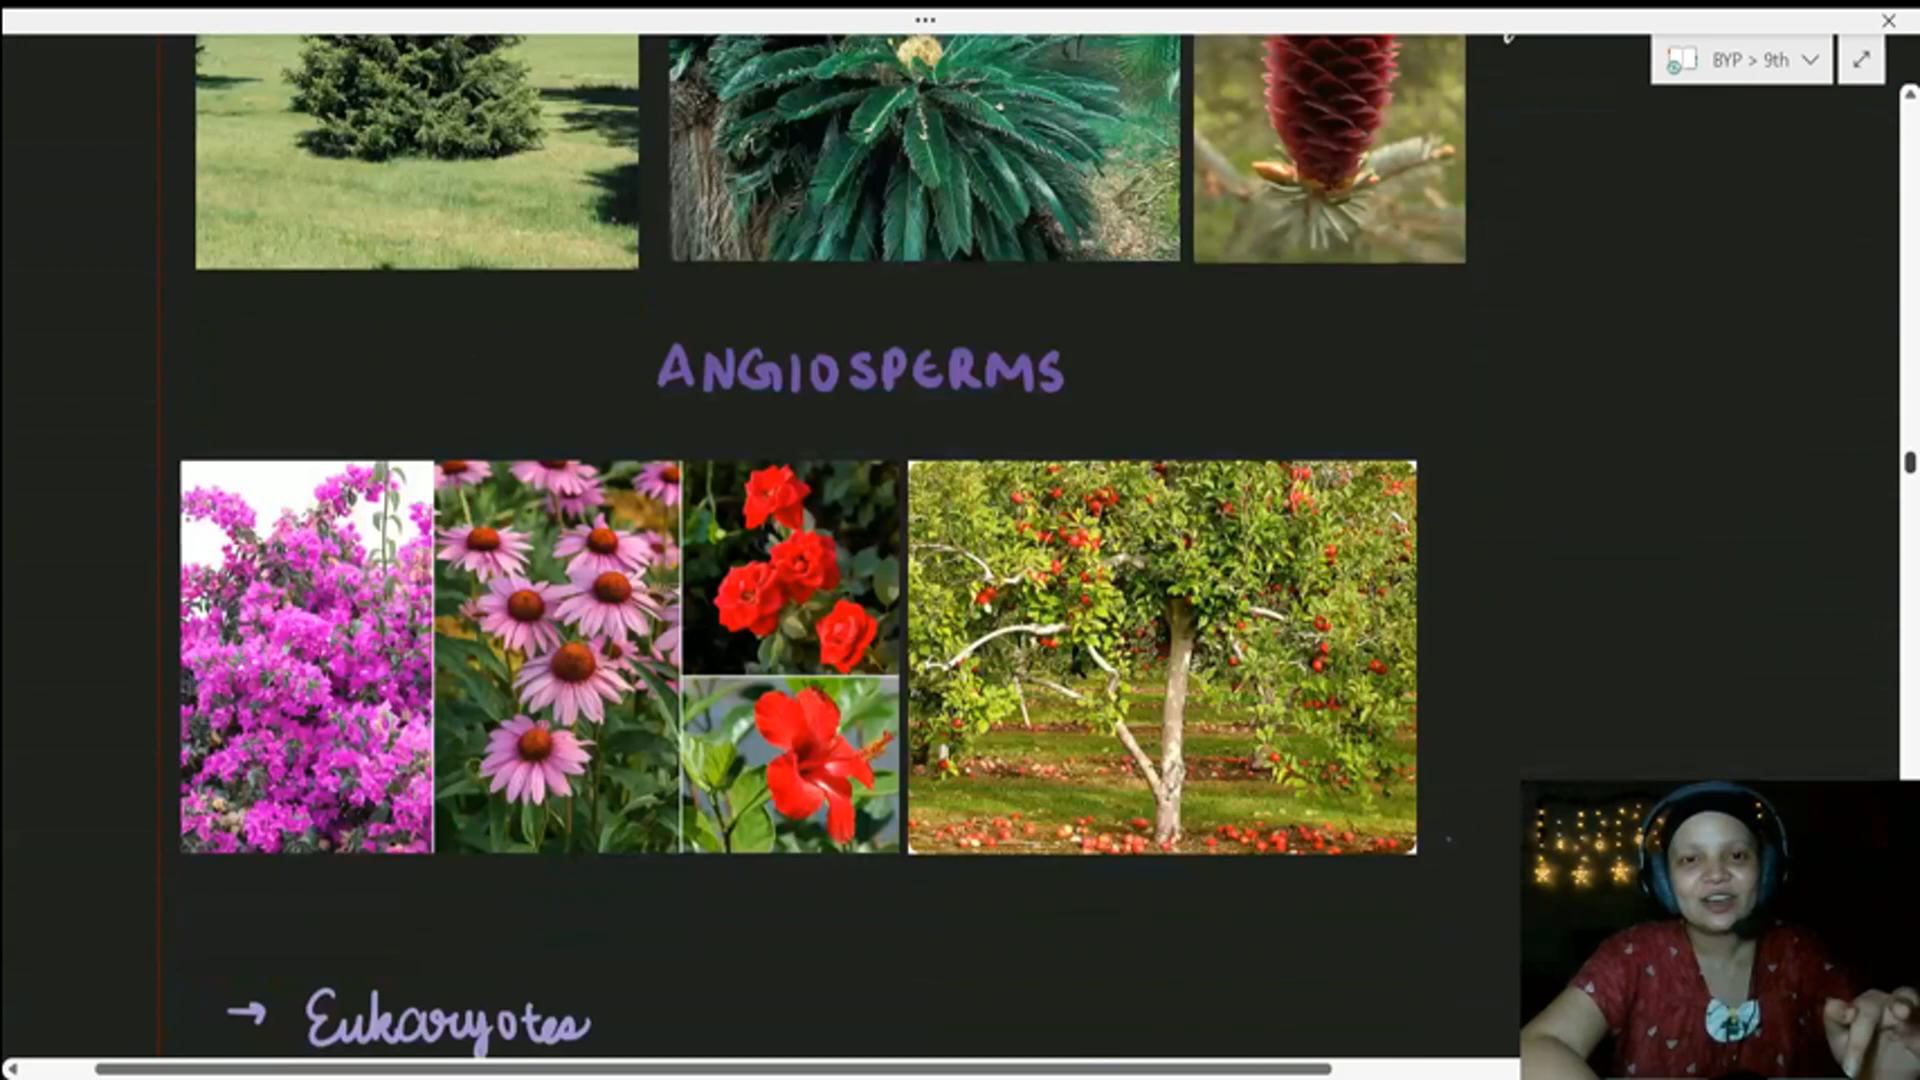 BYP > 9th
ANGIOSPERMS
→ Eukaryotes